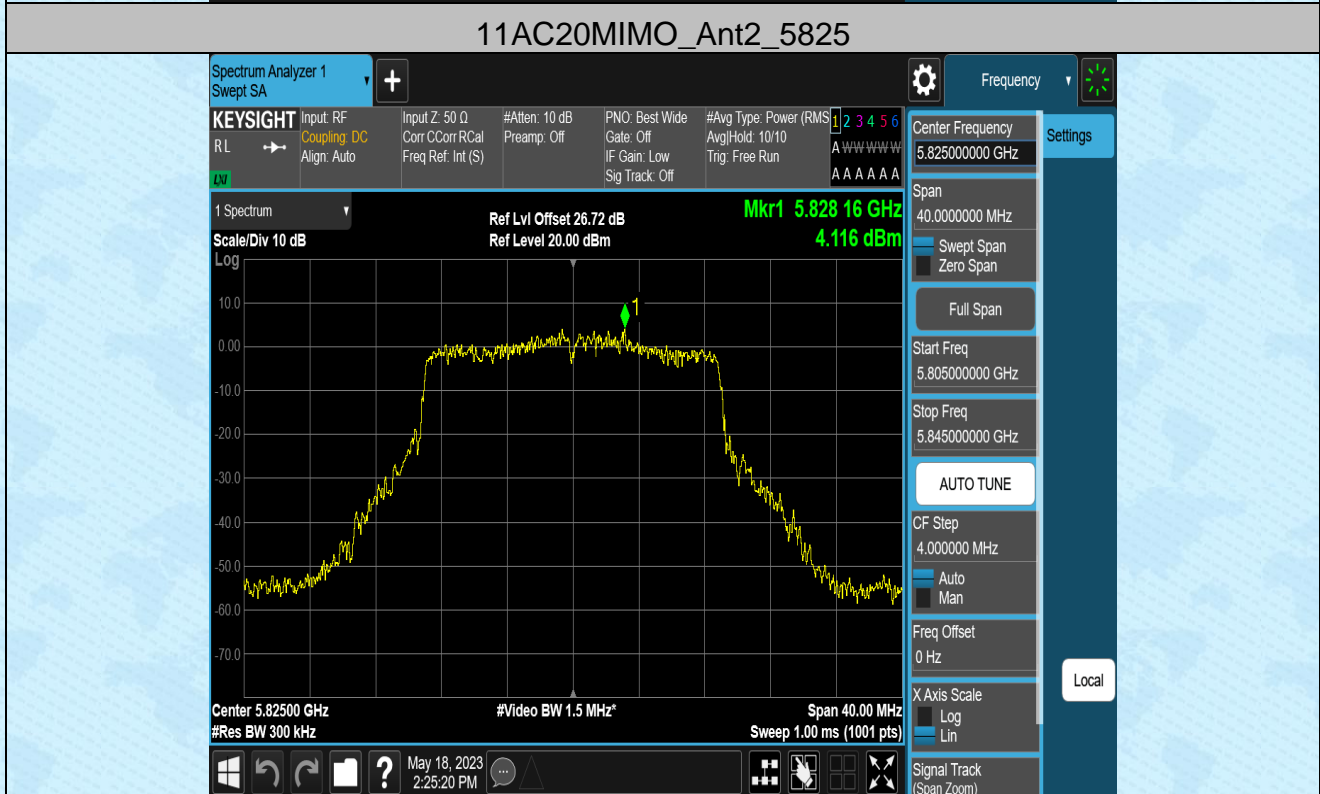 11AC20MIMO_Ant2_5825
Spectrum Analyzer 1
Swept SA
Frequency
KEYSIGHT
RL
LXI
Input: RF
Coupling: DC
Align: Auto
Input Z: 50 Ω
Corr CCorr RCal
Freq Ref: Int (S)
#Atten: 10 dB
Preamp: Off
PNO: Best Wide
Gate: Off
IF Gain: Low
Sig Track: Off
#Avg Type: Power (RMS
Avg|Hold: 10/10
Trig: Free Run
1 2 3 4 5 6
A W W W W W
A A A A A A
1 Spectrum
Scale/Div 10 dB
Log
Ref Lvl Offset 26.72 dB
Ref Level 20.00 dBm
Mkr1 5.828 16 GHz
4.116 dBm
1
10.0
0.00
-10.0
-20.0
-30.0
-40.0
-50.0
-60.0
-70.0
Center 5.82500 GHz
#Res BW 300 kHz
#Video BW 1.5 MHz*
Span 40.00 MHz
Sweep 1.00 ms (1001 pts)
Center Frequency
5.825000000 GHz
Settings
Span
40.0000000 MHz
Swept Span
Zero Span
Full Span
Start Freq
5.805000000 GHz
Stop Freq
5.845000000 GHz
AUTO TUNE
CF Step
4.000000 MHz
Auto
Man
Freq Offset
0 Hz
X Axis Scale
Log
Lin
Local
Signal Track
(Span Zoom)
?
May 18, 2023
2:25:20 PM